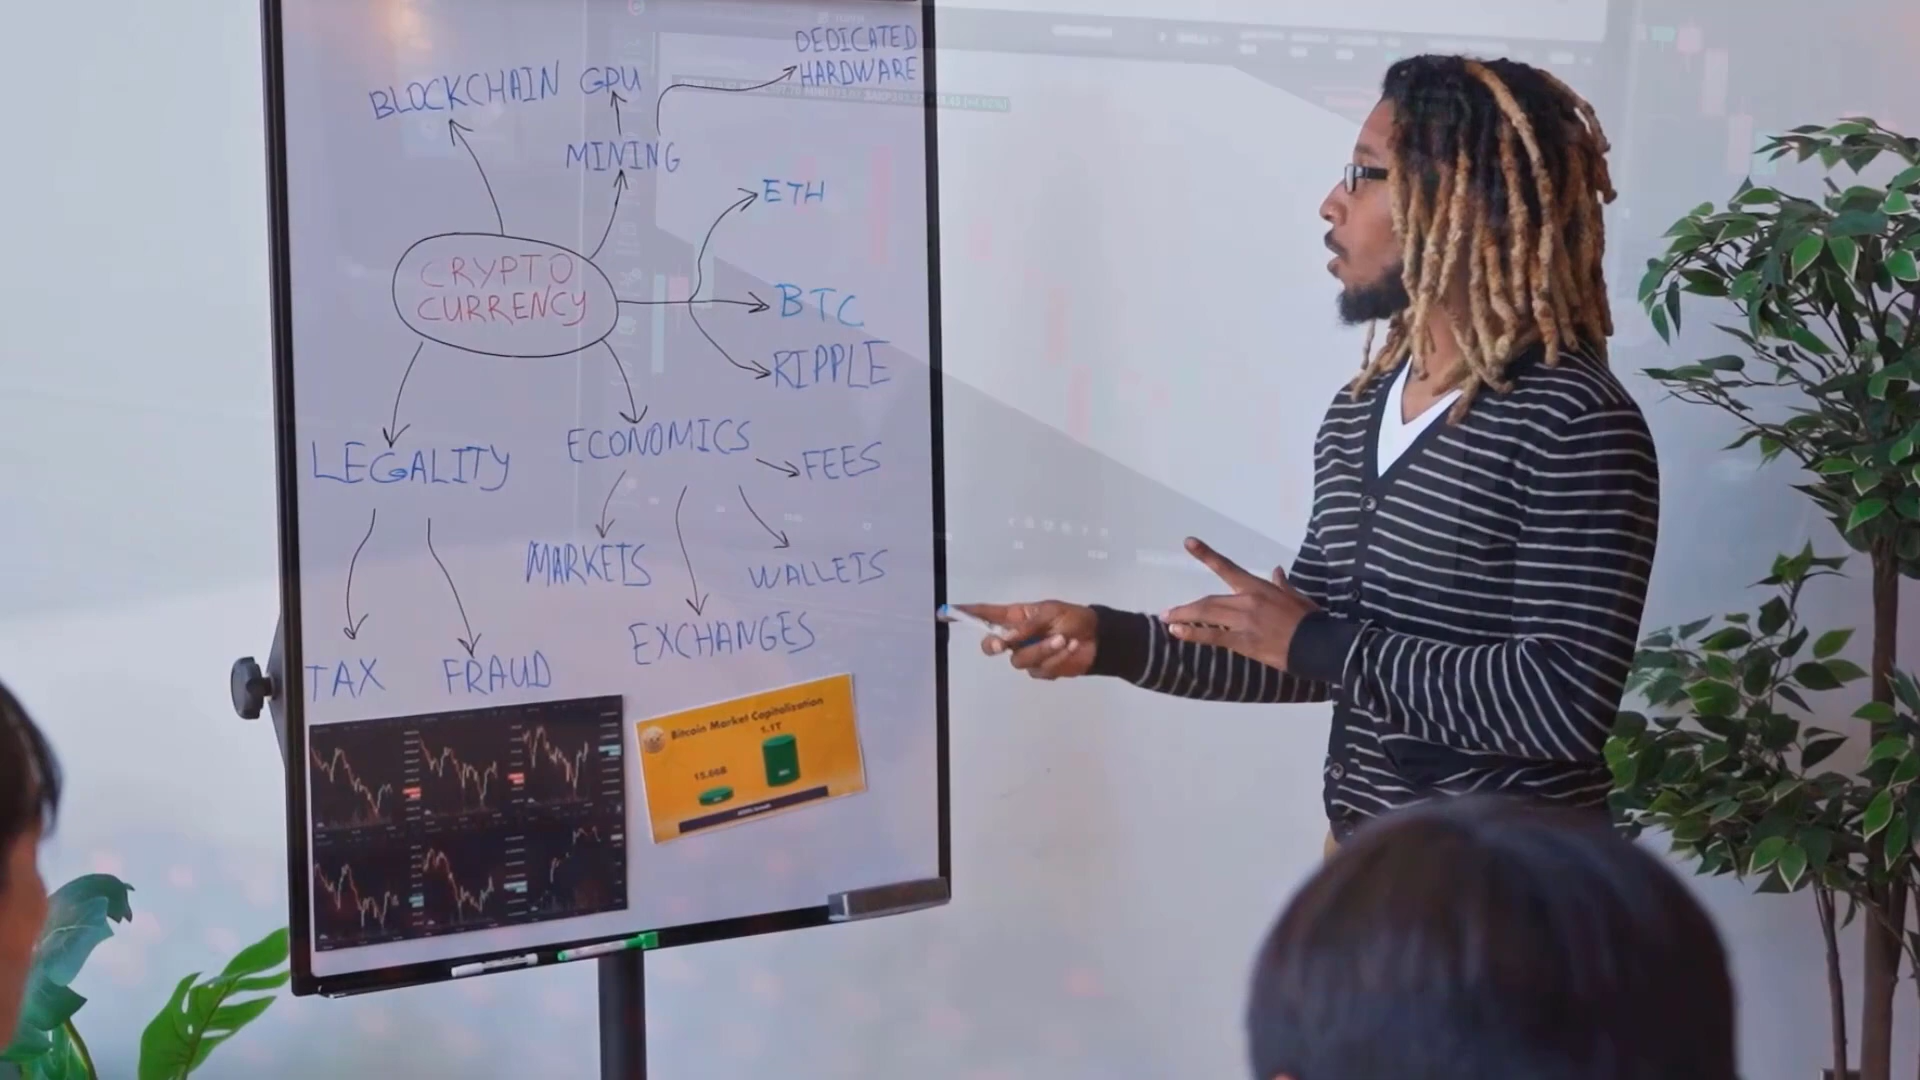 DEDICATED
HARDWARE
BLOCKCHAIN
GPU
MINING
ETH
CRYPTO
CURRENCY
BTC
RIPPLE
LEGALITY
ECONOMICS
FEES
MARKETS
WALLETS
EXCHANGES
TAX
FRAUD
Bitcoin Market Capitalization
1.1T
15.66B